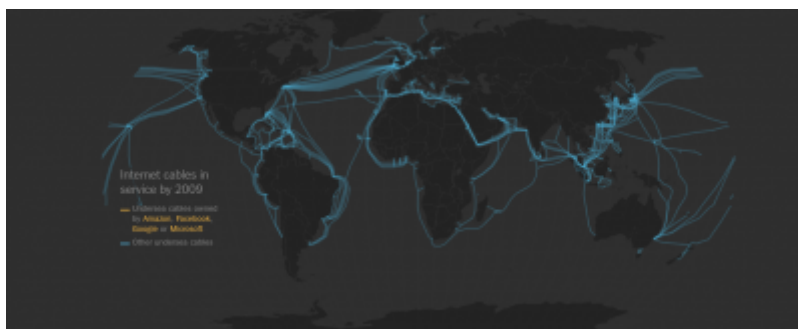 Internet cables in
service by 2009
Undersea cables owned
by Amazon, Facebook,
Google or Microsoft
Other undersea cables